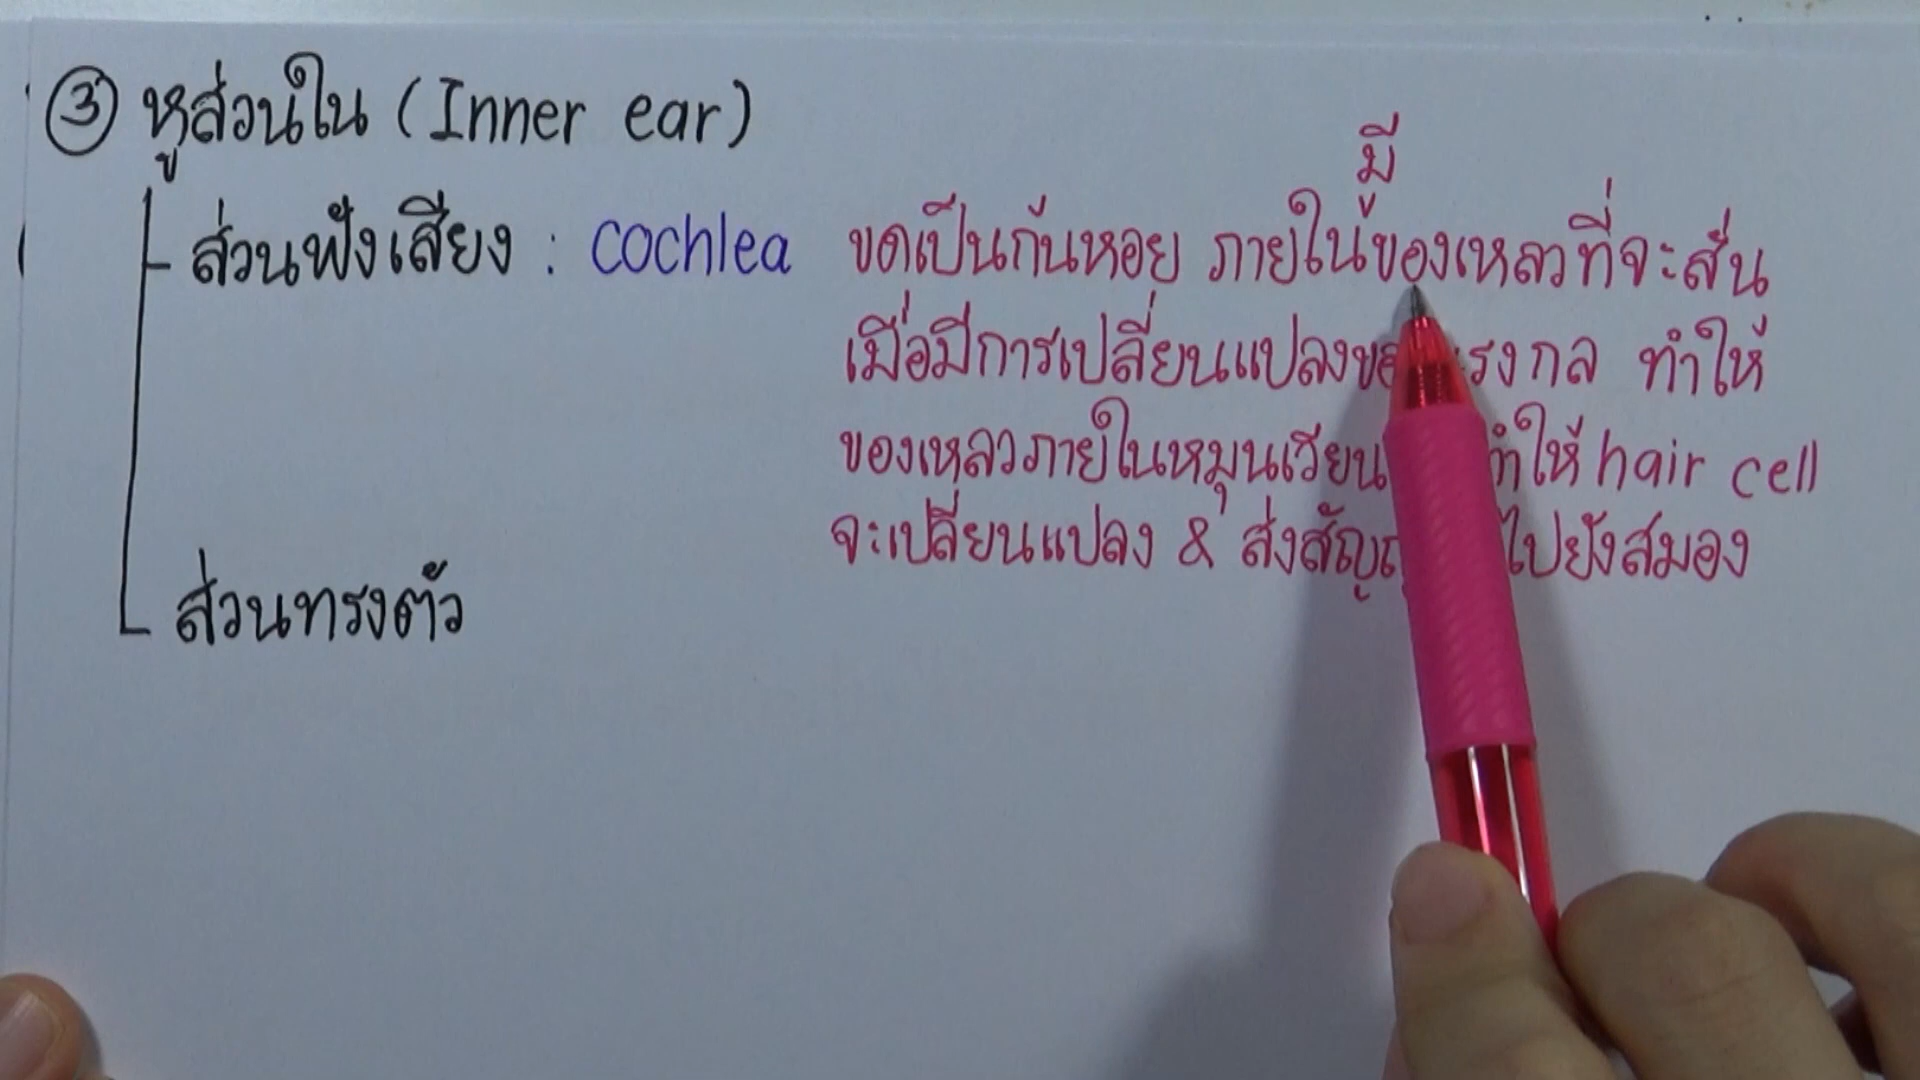 ③ หูส่วนใน (Inner ear)
ส่วนฟังเสียง : cochlea ขดเป็นก้นหอย ภายในมีของเหลวที่จะสั่น
เมื่อมีการเปลี่ยนแปลง รงกล ทำให้
ของเหลวภายในหมุนเวียน ให้ hair cell
จะเปลี่ยนแปลง & ไปยังสมอง
ส่วนทรงตัว